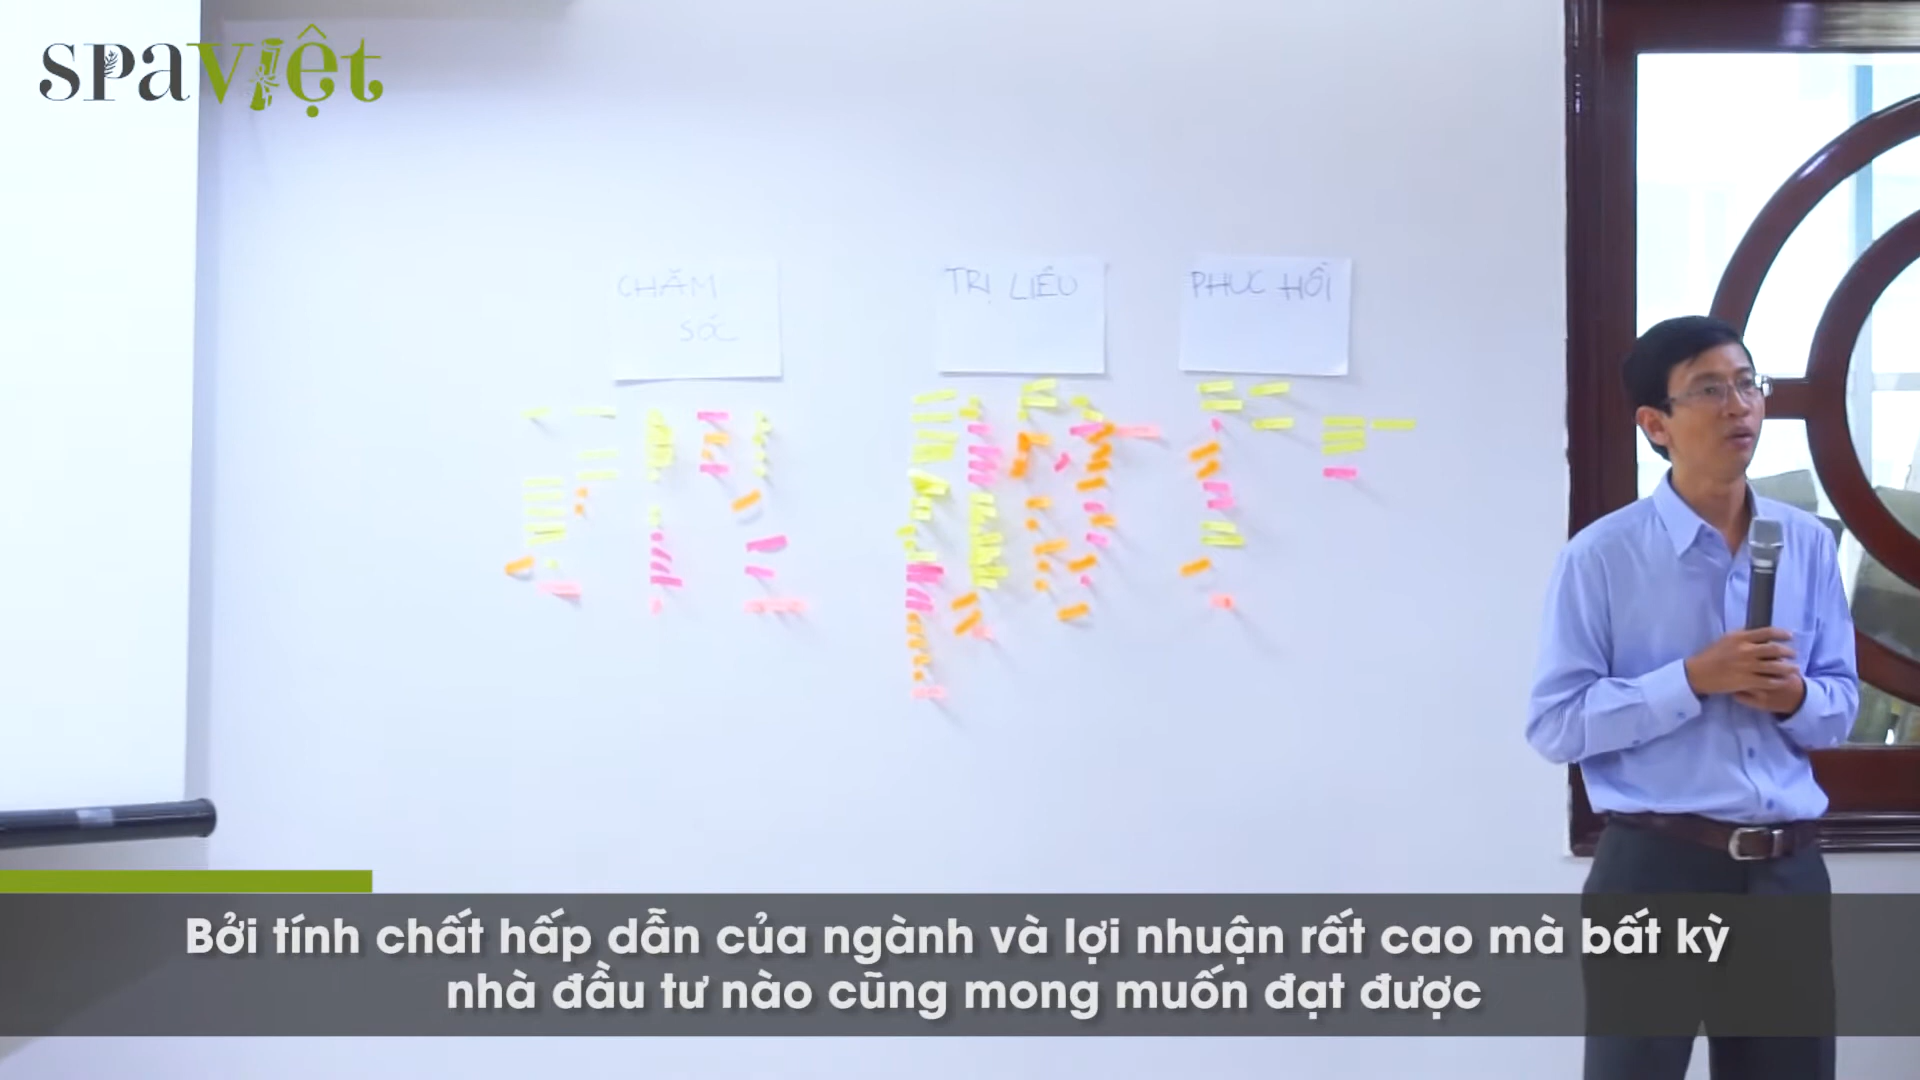 SPAViệt
CHĂM
SÓC
TRỊ LIỆU
PHỤC HỒI
Bởi tính chất hấp dẫn của ngành và lợi nhuận rất cao mà bất kỳ
nhà đầu tư nào cũng mong muốn đạt được